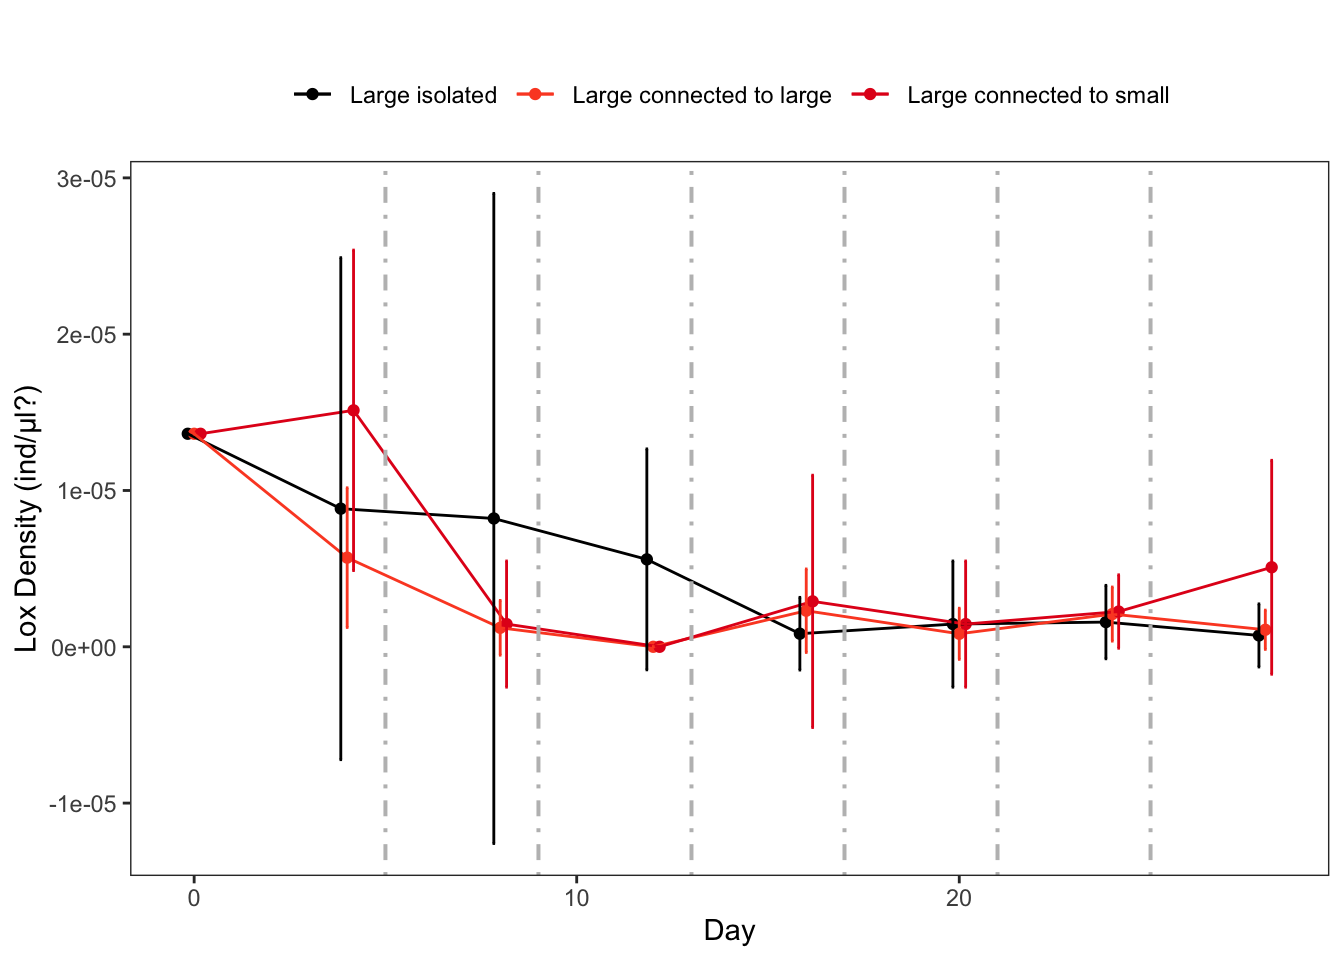 Large isolated Large connected to large Large connected to small
3e-05
2e-05
1e-05
0e+00
-1e-05
Lox Density (ind/µl?)
0 10 20
Day